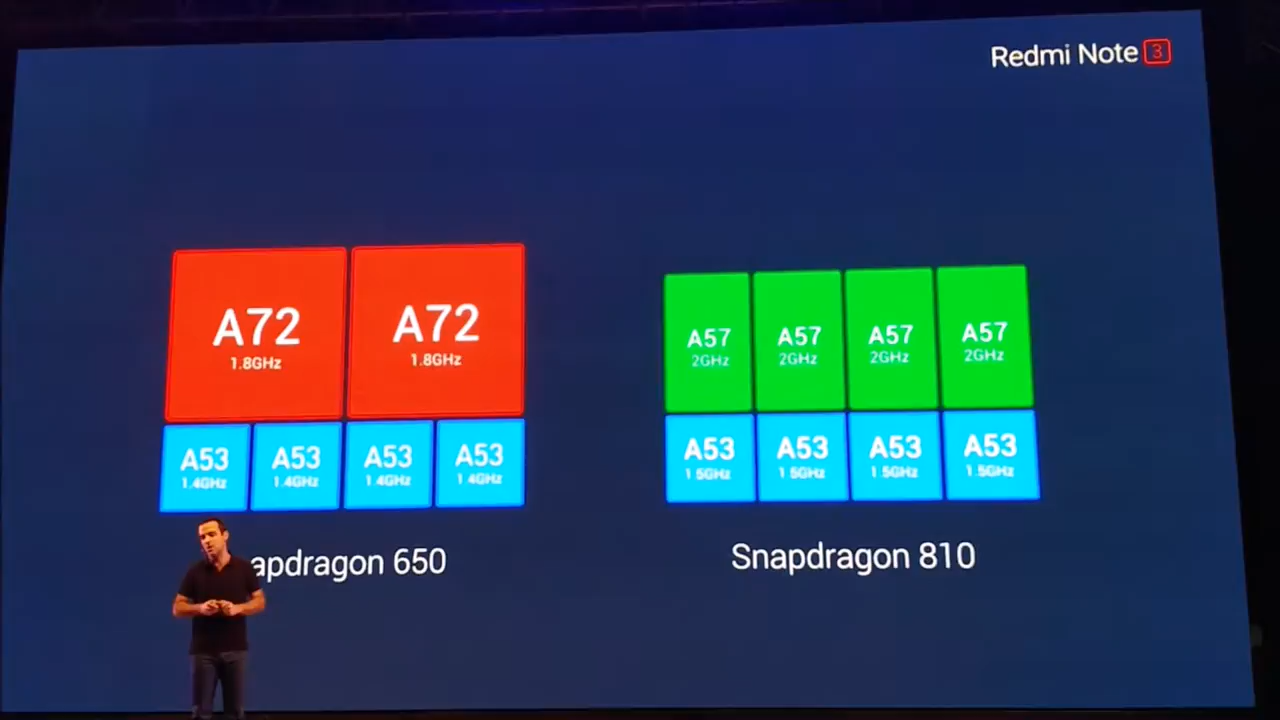 Redmi Note 3
A72
1.8GHz
A72
1.8GHz
A53
1.4GHz
A53
1.4GHz
A53
1.4GHz
A53
1.4GHz
apdragon 650
A57
2GHz
A57
2GHz
A57
2GHz
A57
2GHz
A53
1.5GHz
A53
1.5GHz
A53
1.5GHz
A53
1.5GHz
Snapdragon 810